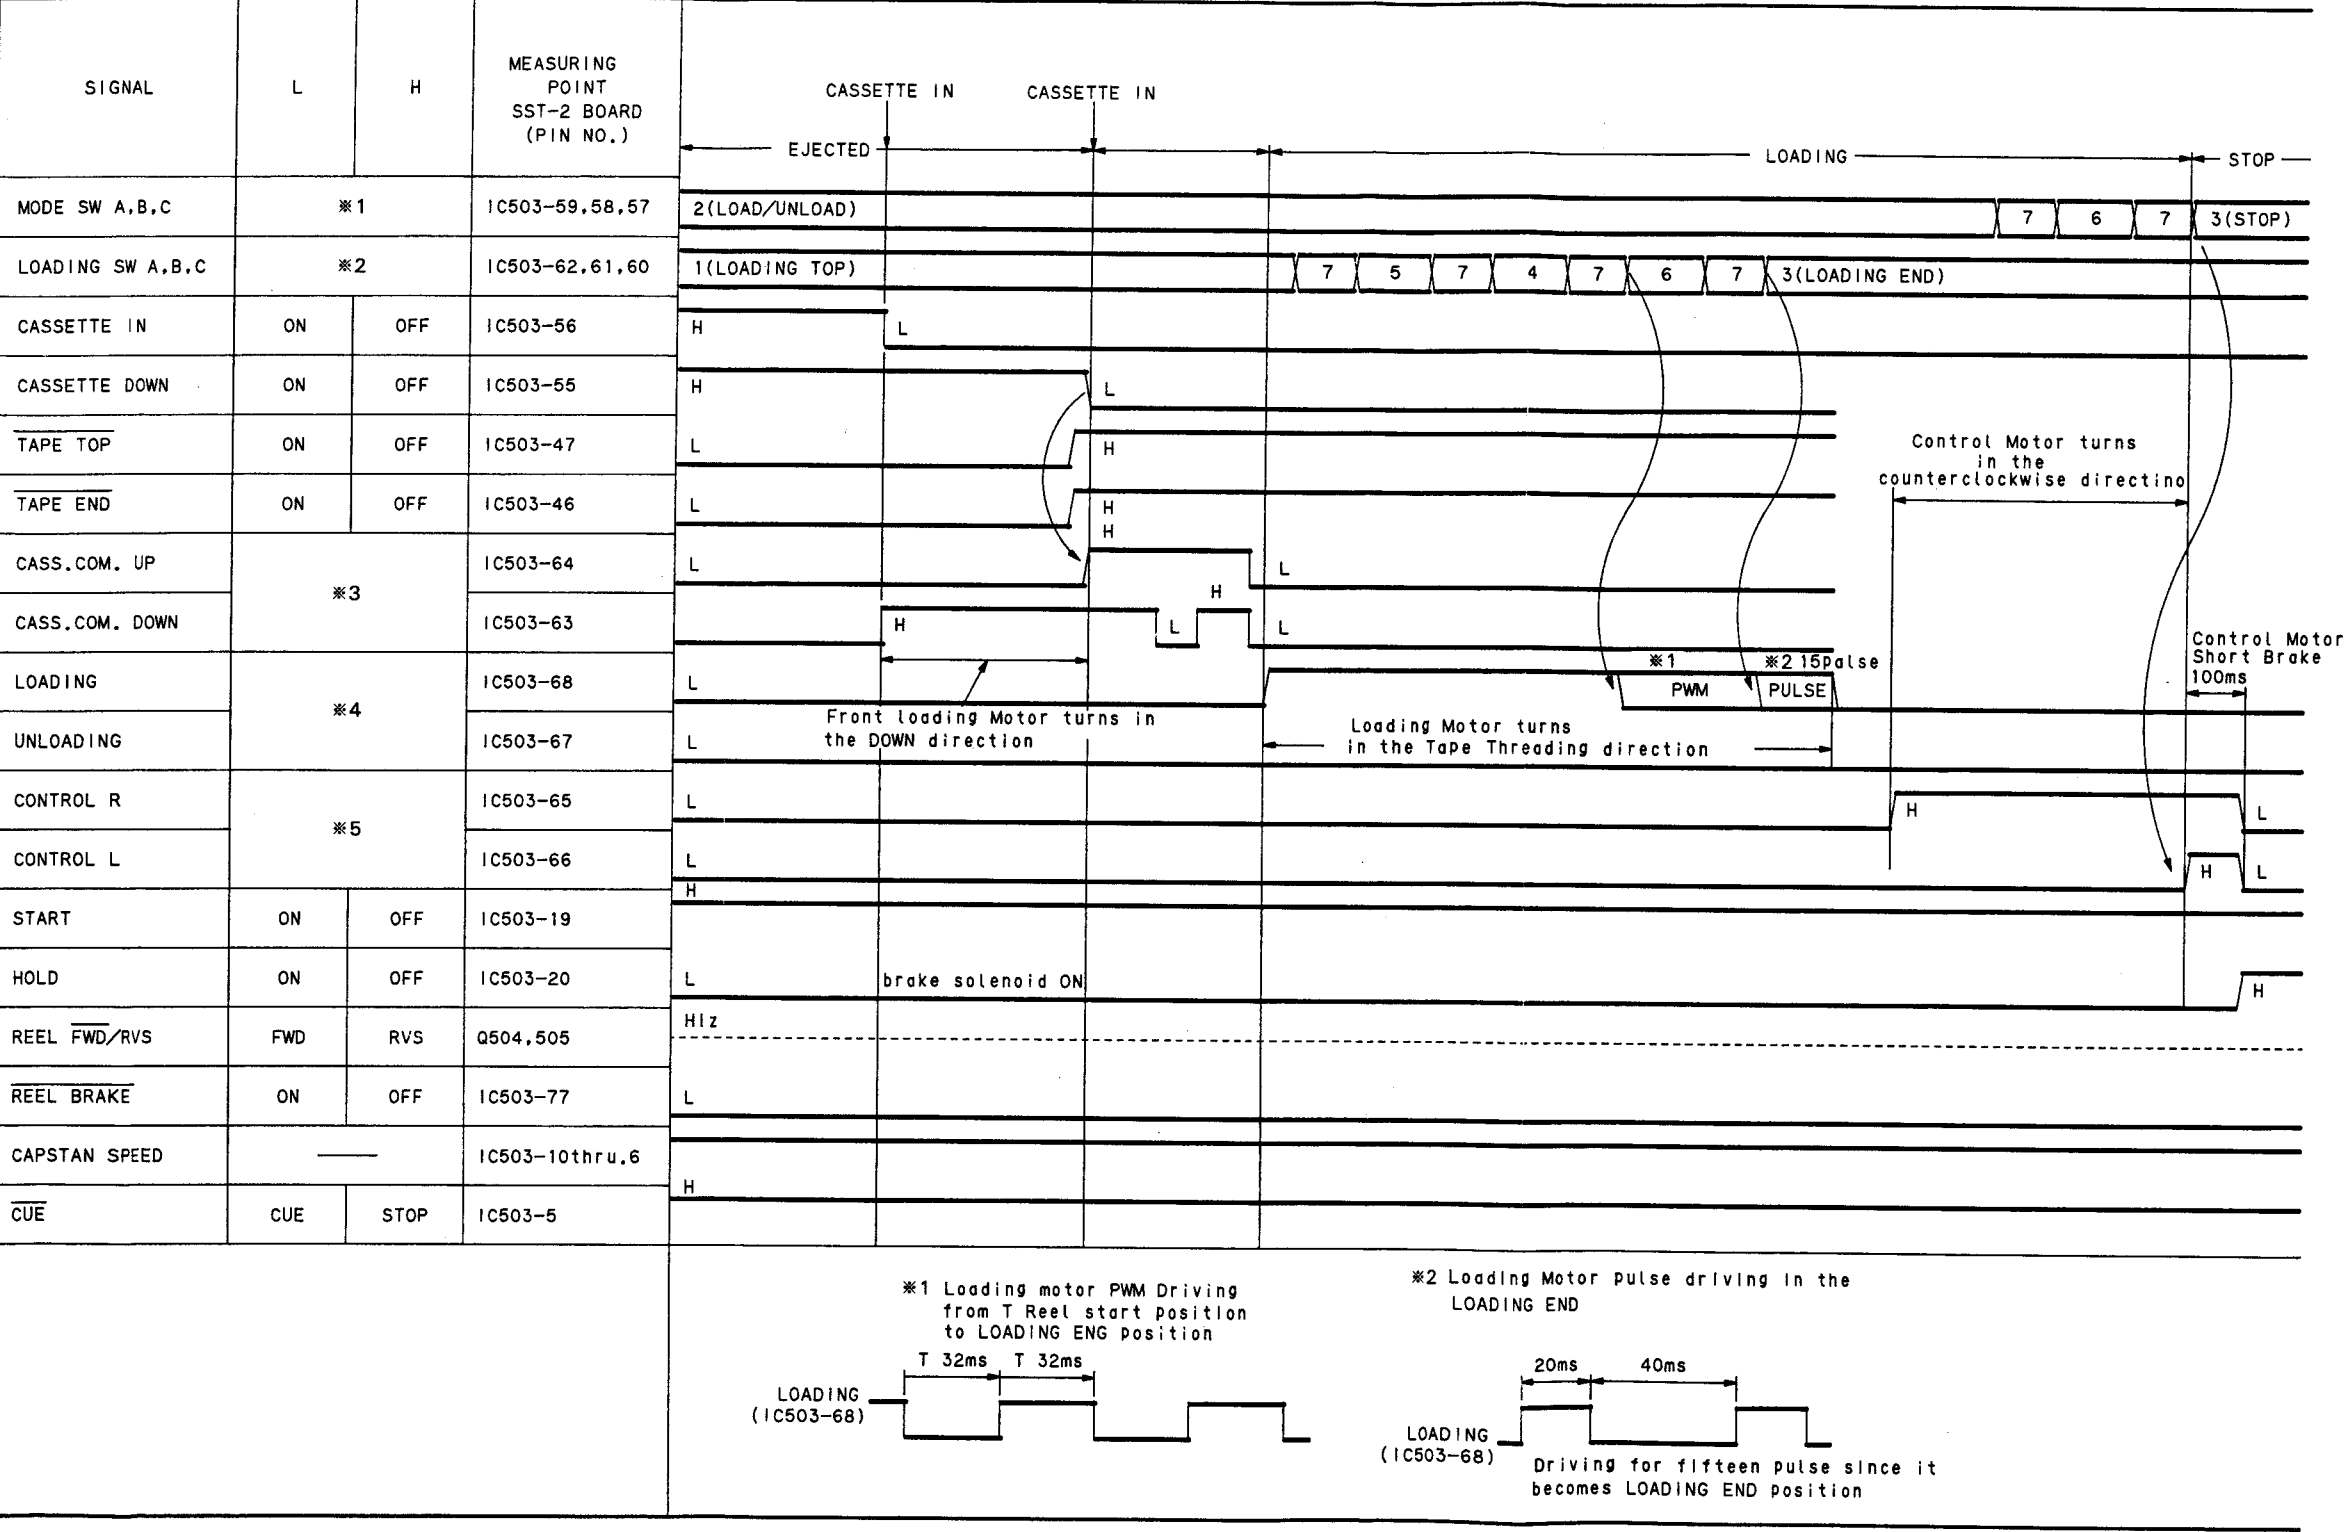 SIGNAL L H MEASURING
POINT
SST-2 BOARD
(PIN NO.)
CASSETTE IN CASSETTE IN
EJECTED LOADING STOP
MODE SW A,B,C ※1 IC503-59,58,57 2(LOAD/UNLOAD) 7 6 7 3(STOP)
LOADING SW A,B,C ※2 IC503-62,61,60 1(LOADING TOP) 7 5 7 4 7 6 7 3(LOADING END)
CASSETTE IN ON OFF IC503-56 H L
CASSETTE DOWN ON OFF IC503-55 H L
TAPE TOP ON OFF IC503-47 L H
Control Motor turns
in the
counterclockwise directino
TAPE END ON OFF IC503-46 L H
H
CASS.COM. UP ※3 IC503-64 L L
CASS.COM. DOWN IC503-63 H L H L
Control Motor
Short Brake
100ms
LOADING ※4 IC503-68 L ※1 PWM ※2 15palse PULSE
Front loading Motor turns in
the DOWN direction
Loading Motor turns
in the Tape Threading direction
UNLOADING IC503-67 L
CONTROL R ※5 IC503-65 L H L
CONTROL L IC503-66 L H L
H
START ON OFF IC503-19
HOLD ON OFF IC503-20 L brake solenoid ON H
REEL FWD/RVS FWD RVS Q504,505 HIz
REEL BRAKE ON OFF IC503-77 L
CAPSTAN SPEED IC503-10thru,6
H
CUE CUE STOP IC503-5
※1 Loading motor PWM Driving
from T Reel start position
to LOADING ENG position
T 32ms T 32ms
LOADING
(IC503-68)
※2 Loading Motor pulse driving in the
LOADING END
20ms 40ms
LOADING
(IC503-68)
Driving for fifteen pulse since it
becomes LOADING END position